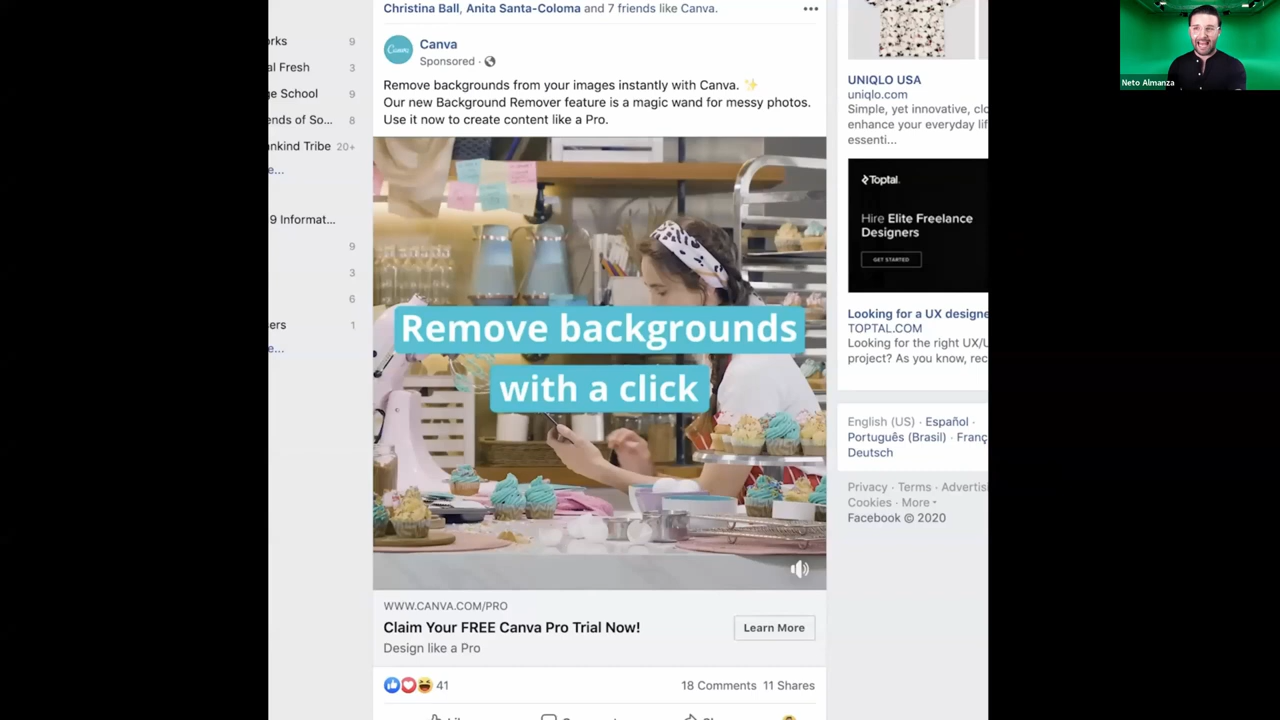 Christina Ball, Anita Santa-Coloma and 7 friends like Canva.
rks 9
al Fresh 3
ge School 9
ends of So... 8
ankind Tribe 20+
e...
9 Informat...
9
3
6
sers 1
e...
Canva
Canva
Sponsored ·
Remove backgrounds from your images instantly with Canva. ✨
Our new Background Remover feature is a magic wand for messy photos.
Use it now to create content like a Pro.
Remove backgrounds
with a click
WWW.CANVA.COM/PRO
Claim Your FREE Canva Pro Trial Now!
Design like a Pro
Learn More
41
18 Comments 11 Shares
UNIQLO USA
uniqlo.com
Simple, yet innovative, clo
enhance your everyday lif
essenti...
Toptal
Hire Elite Freelance
Designers
GET STARTED
Looking for a UX designe
TOPTAL.COM
Looking for the right UX/U
project? As you know, rec
English (US) · Español ·
Português (Brasil) · Franç
Deutsch
Privacy · Terms · Advertisi
Cookies · More
Facebook © 2020
Neto Almanza